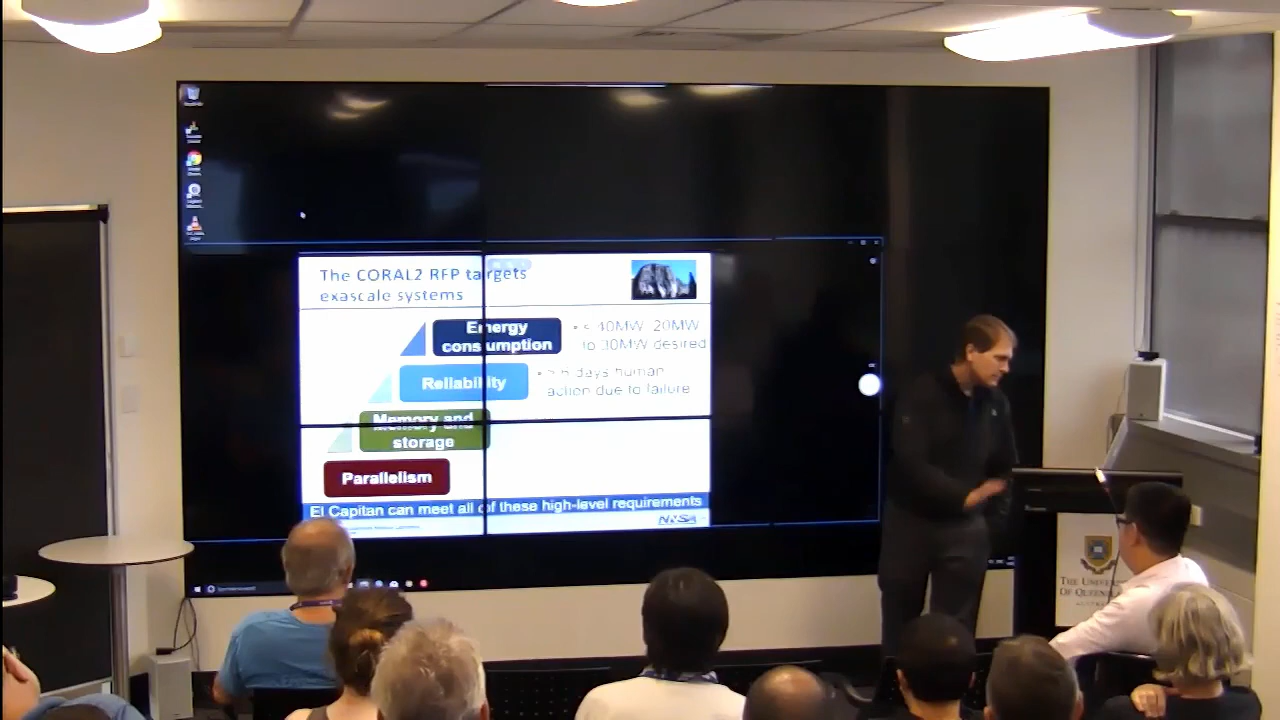 The CORAL2 RFP targets
exascale systems
Energy
consumption
40MW, 20MW
to 30MW desired
Reliability
days human
action due to failure
Memory and
storage
Parallelism
El Capitan can meet all of these high-level requirements
NNSA
THE UNIVERSITY
OF QUEENSLAND